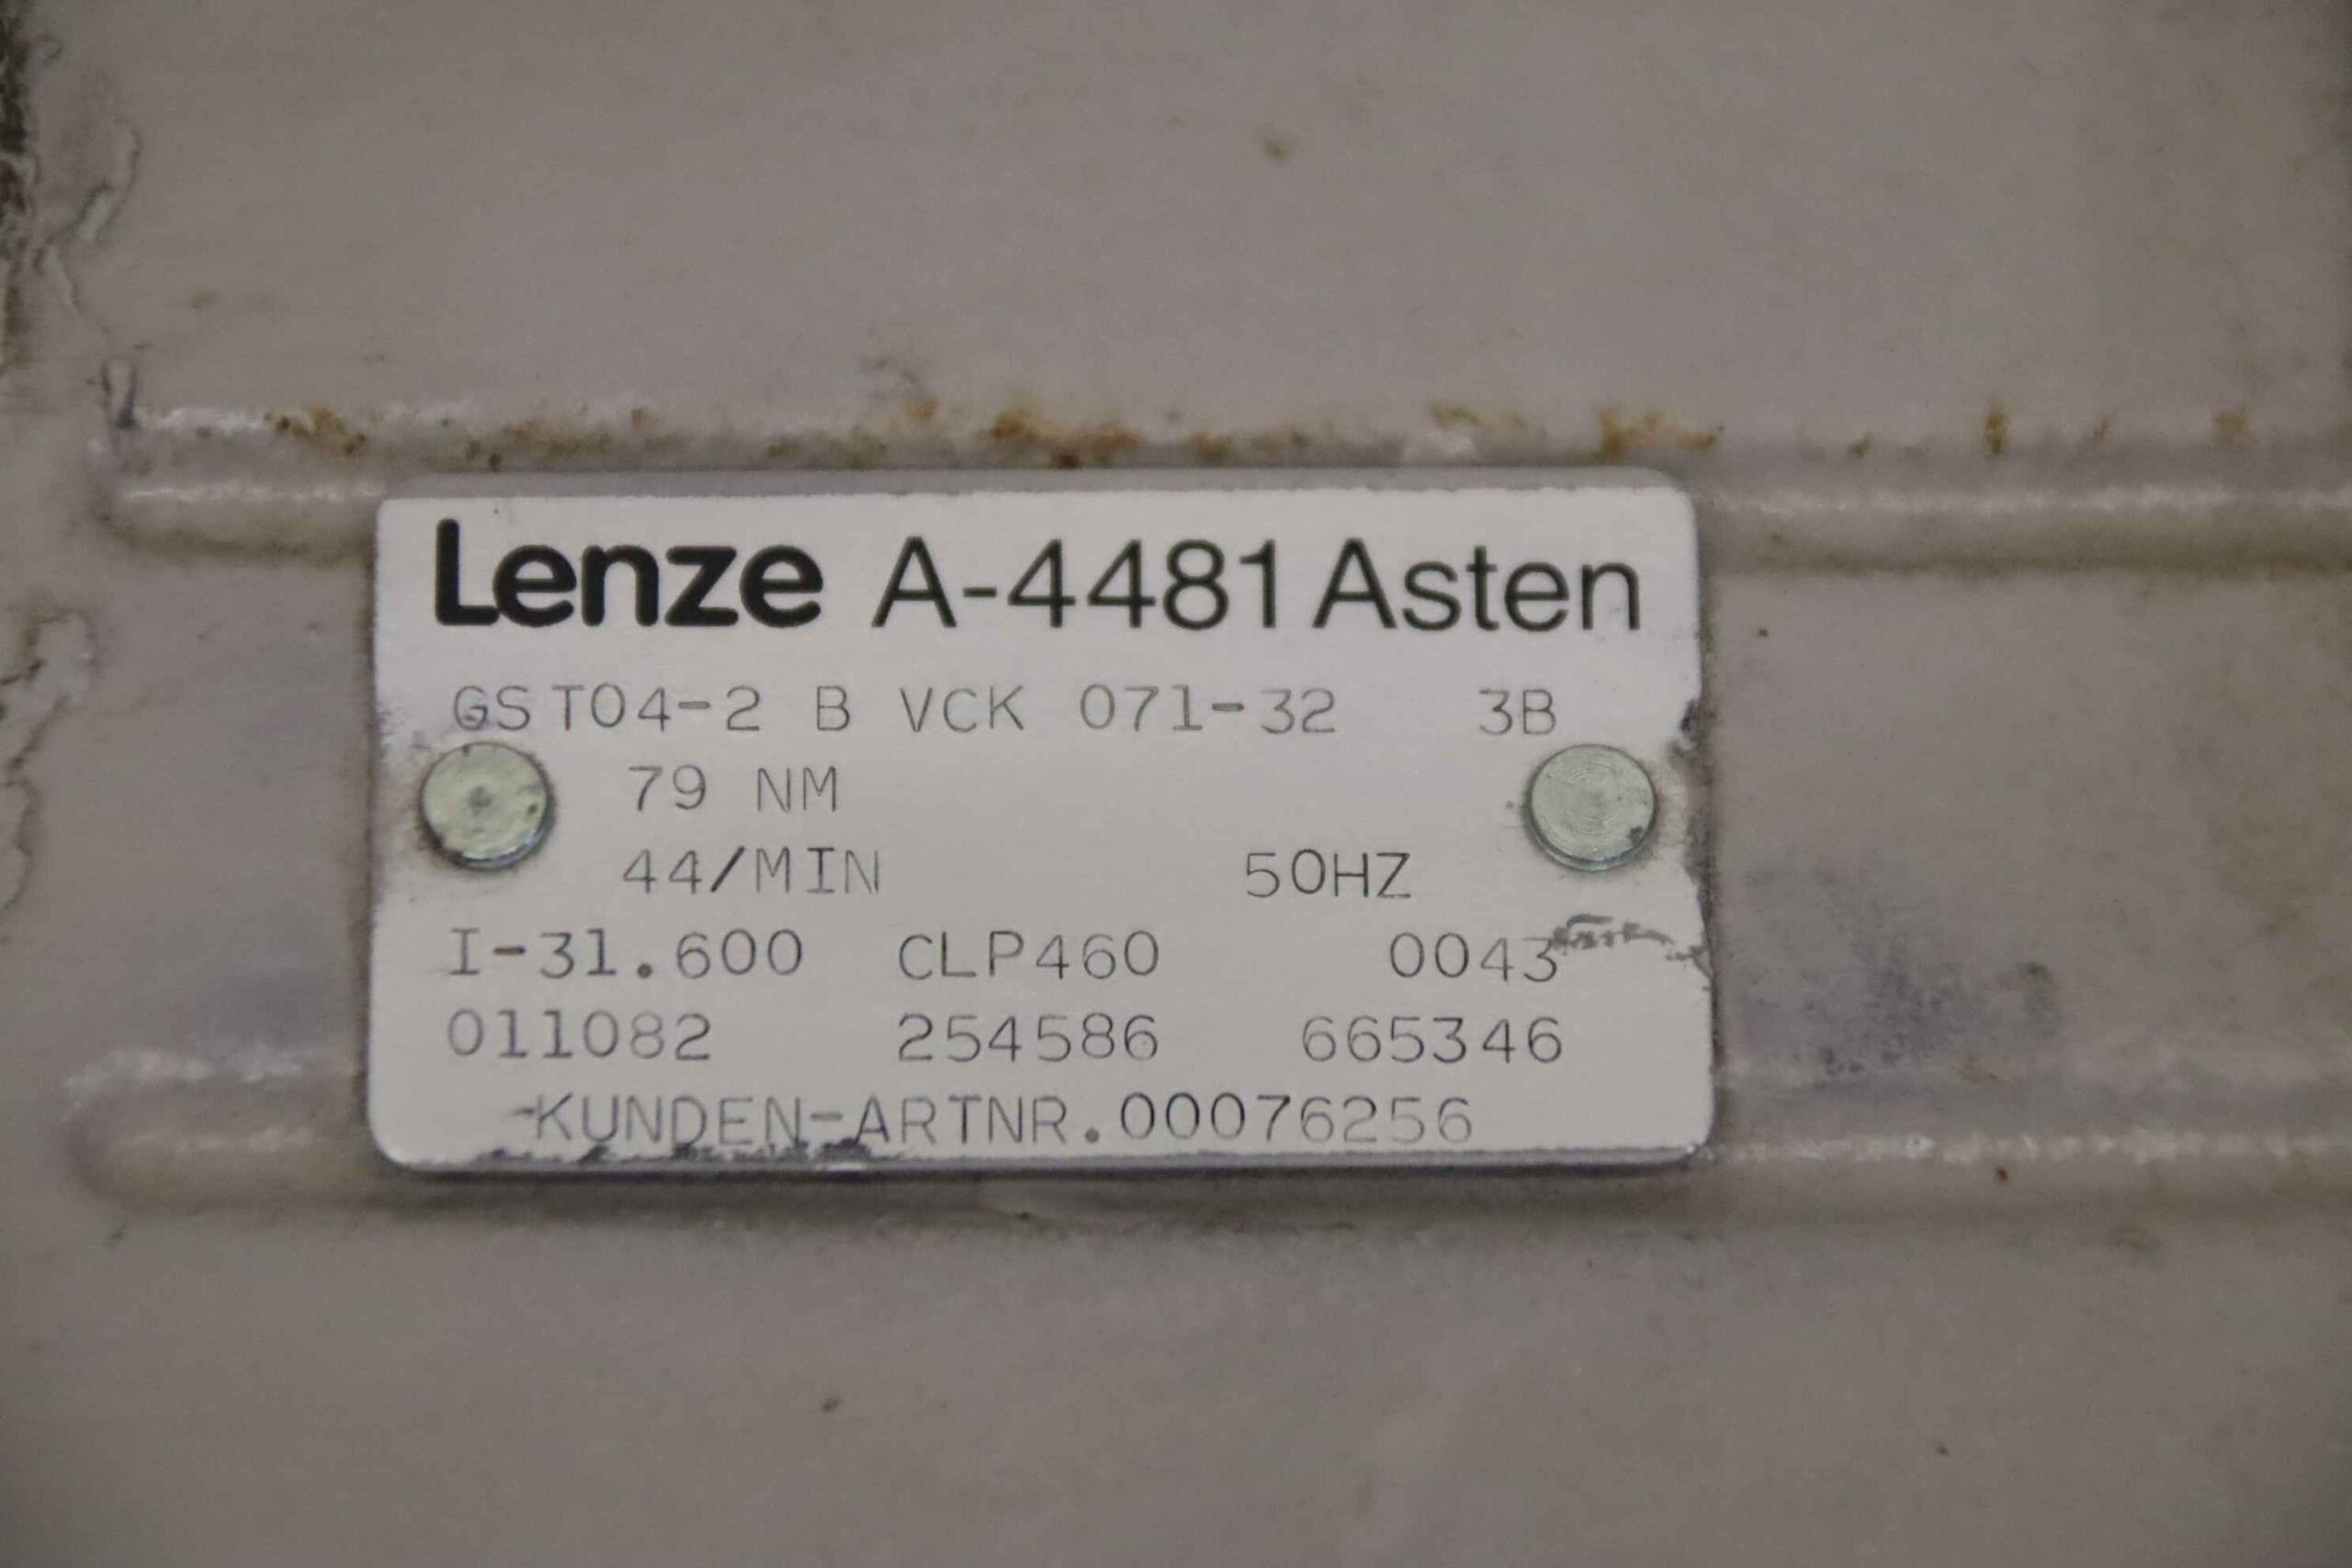 Lenze A-4481 Asten
GST04-2 B VCK 071-32 3B
79 NM
44/MIN 50HZ
I-31.600 CLP460 0043
011082 254586 665346
-KUNDEN-ARTNR.00076256